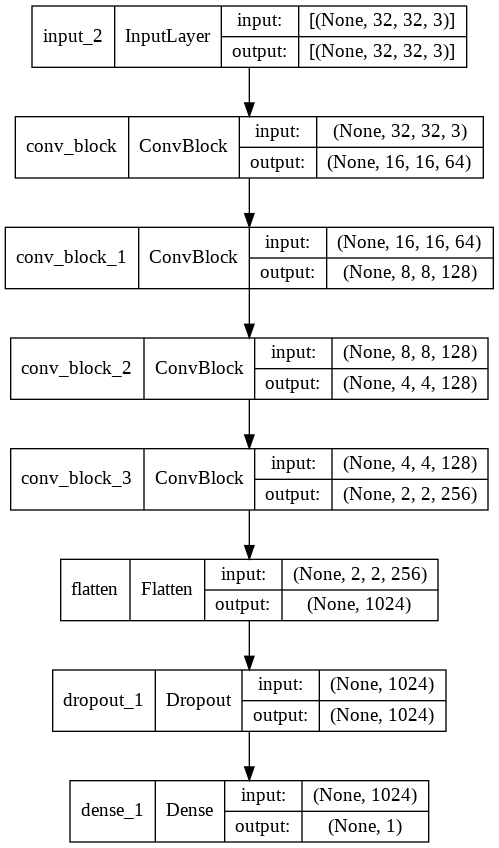 input_2 InputLayer input: [(None, 32, 32, 3)]
output: [(None, 32, 32, 3)]
conv_block ConvBlock input: (None, 32, 32, 3)
output: (None, 16, 16, 64)
conv_block_1 ConvBlock input: (None, 16, 16, 64)
output: (None, 8, 8, 128)
conv_block_2 ConvBlock input: (None, 8, 8, 128)
output: (None, 4, 4, 128)
conv_block_3 ConvBlock input: (None, 4, 4, 128)
output: (None, 2, 2, 256)
flatten Flatten input: (None, 2, 2, 256)
output: (None, 1024)
dropout_1 Dropout input: (None, 1024)
output: (None, 1024)
dense_1 Dense input: (None, 1024)
output: (None, 1)